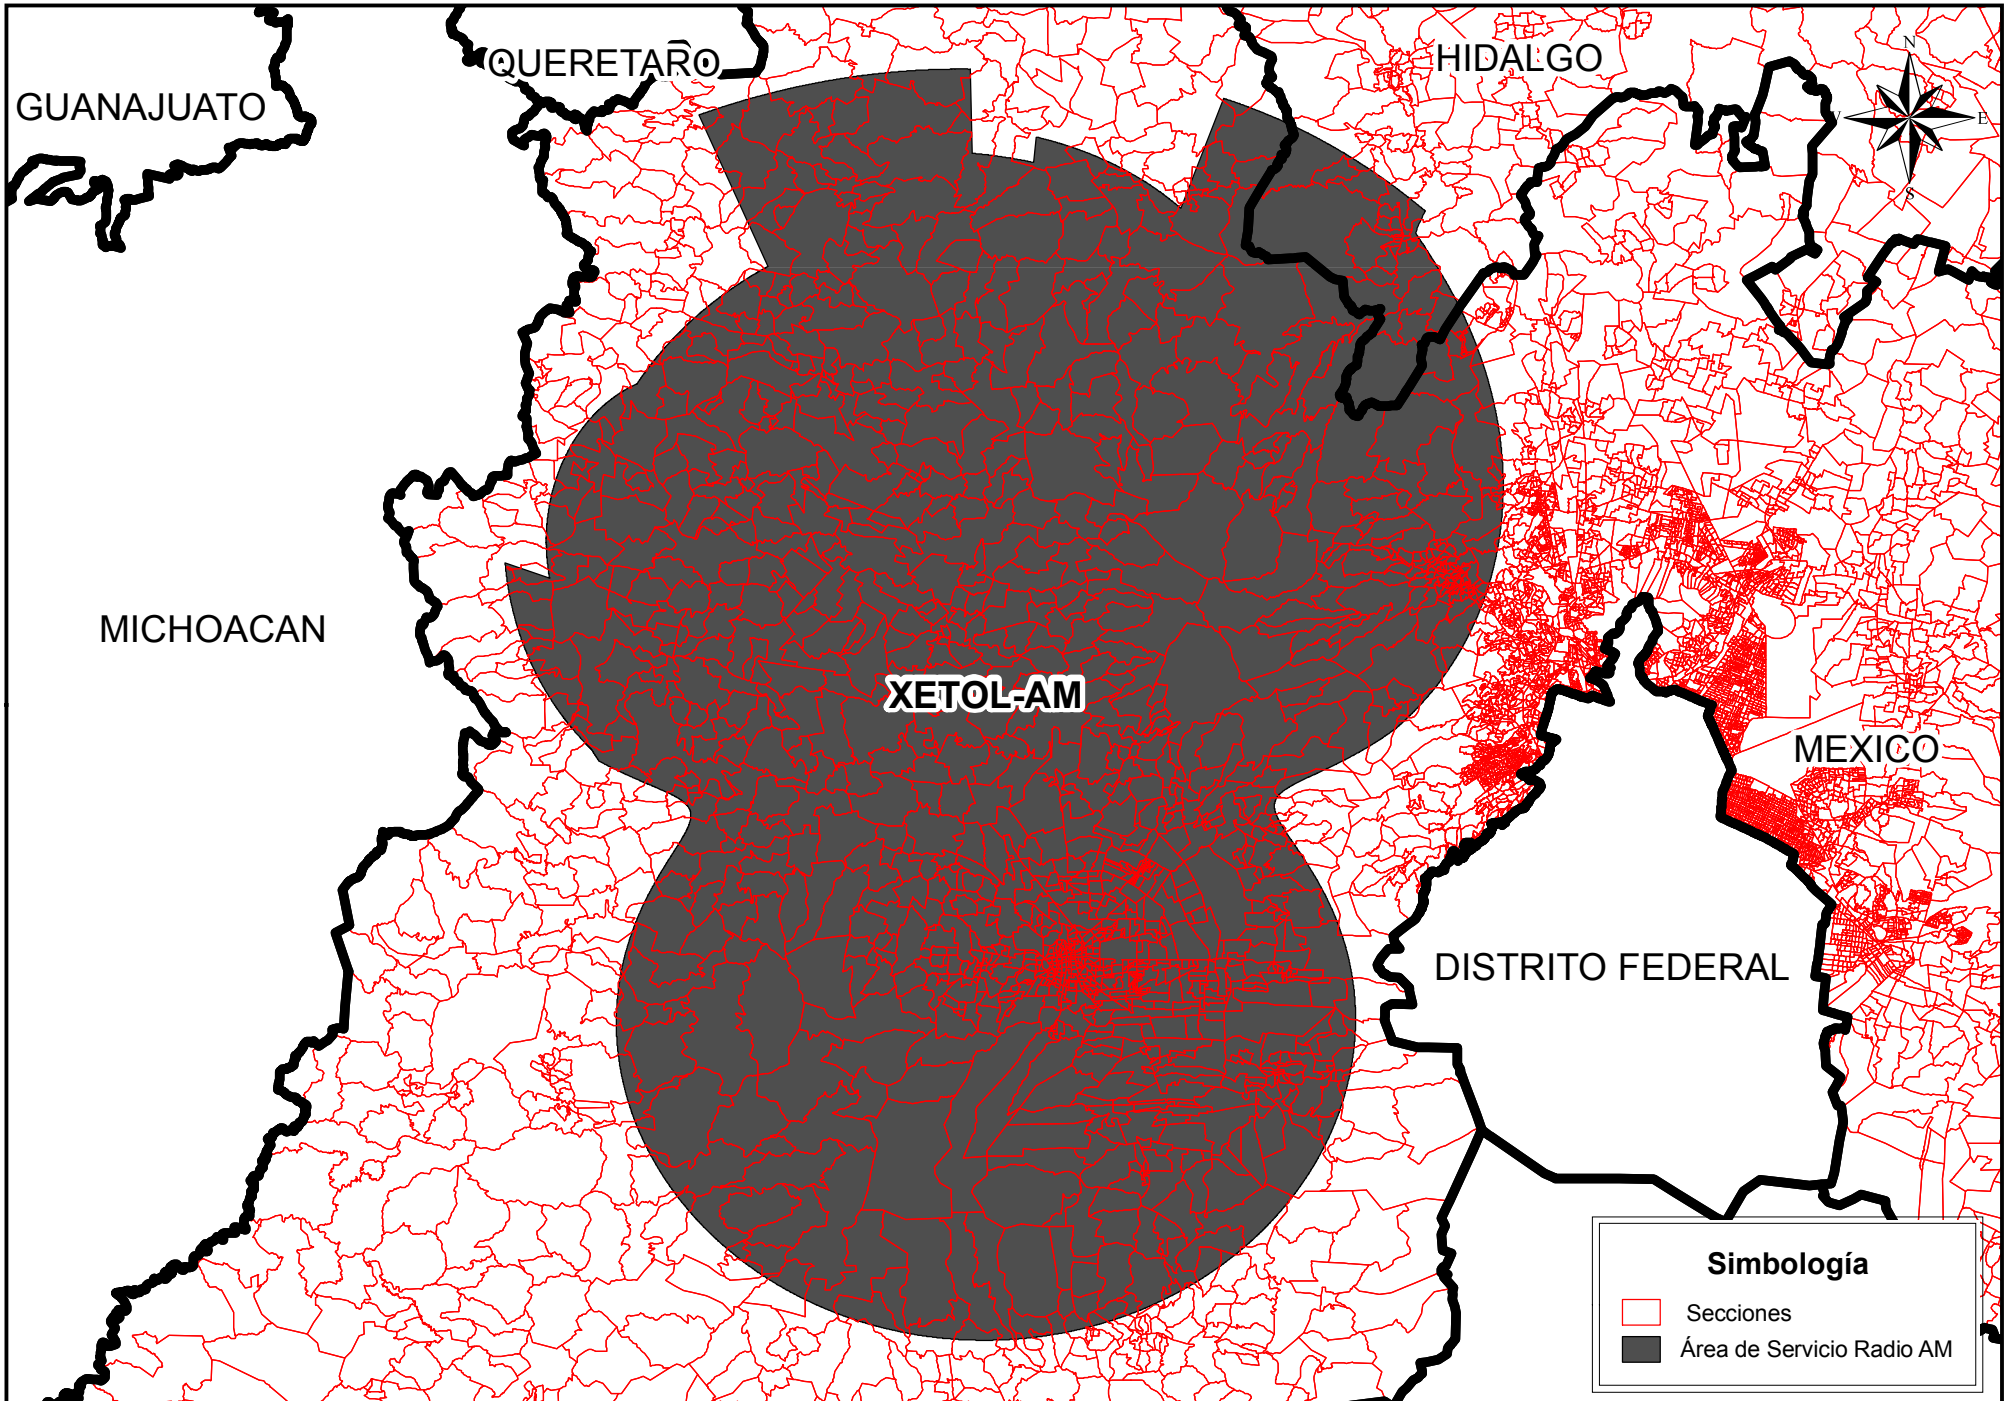 QUERETARO
HIDALGO
GUANAJUATO
N
E
S
MICHOACAN
XETOL-AM
MEXICO
DISTRITO FEDERAL
Simbología
Secciones
Área de Servicio Radio AM